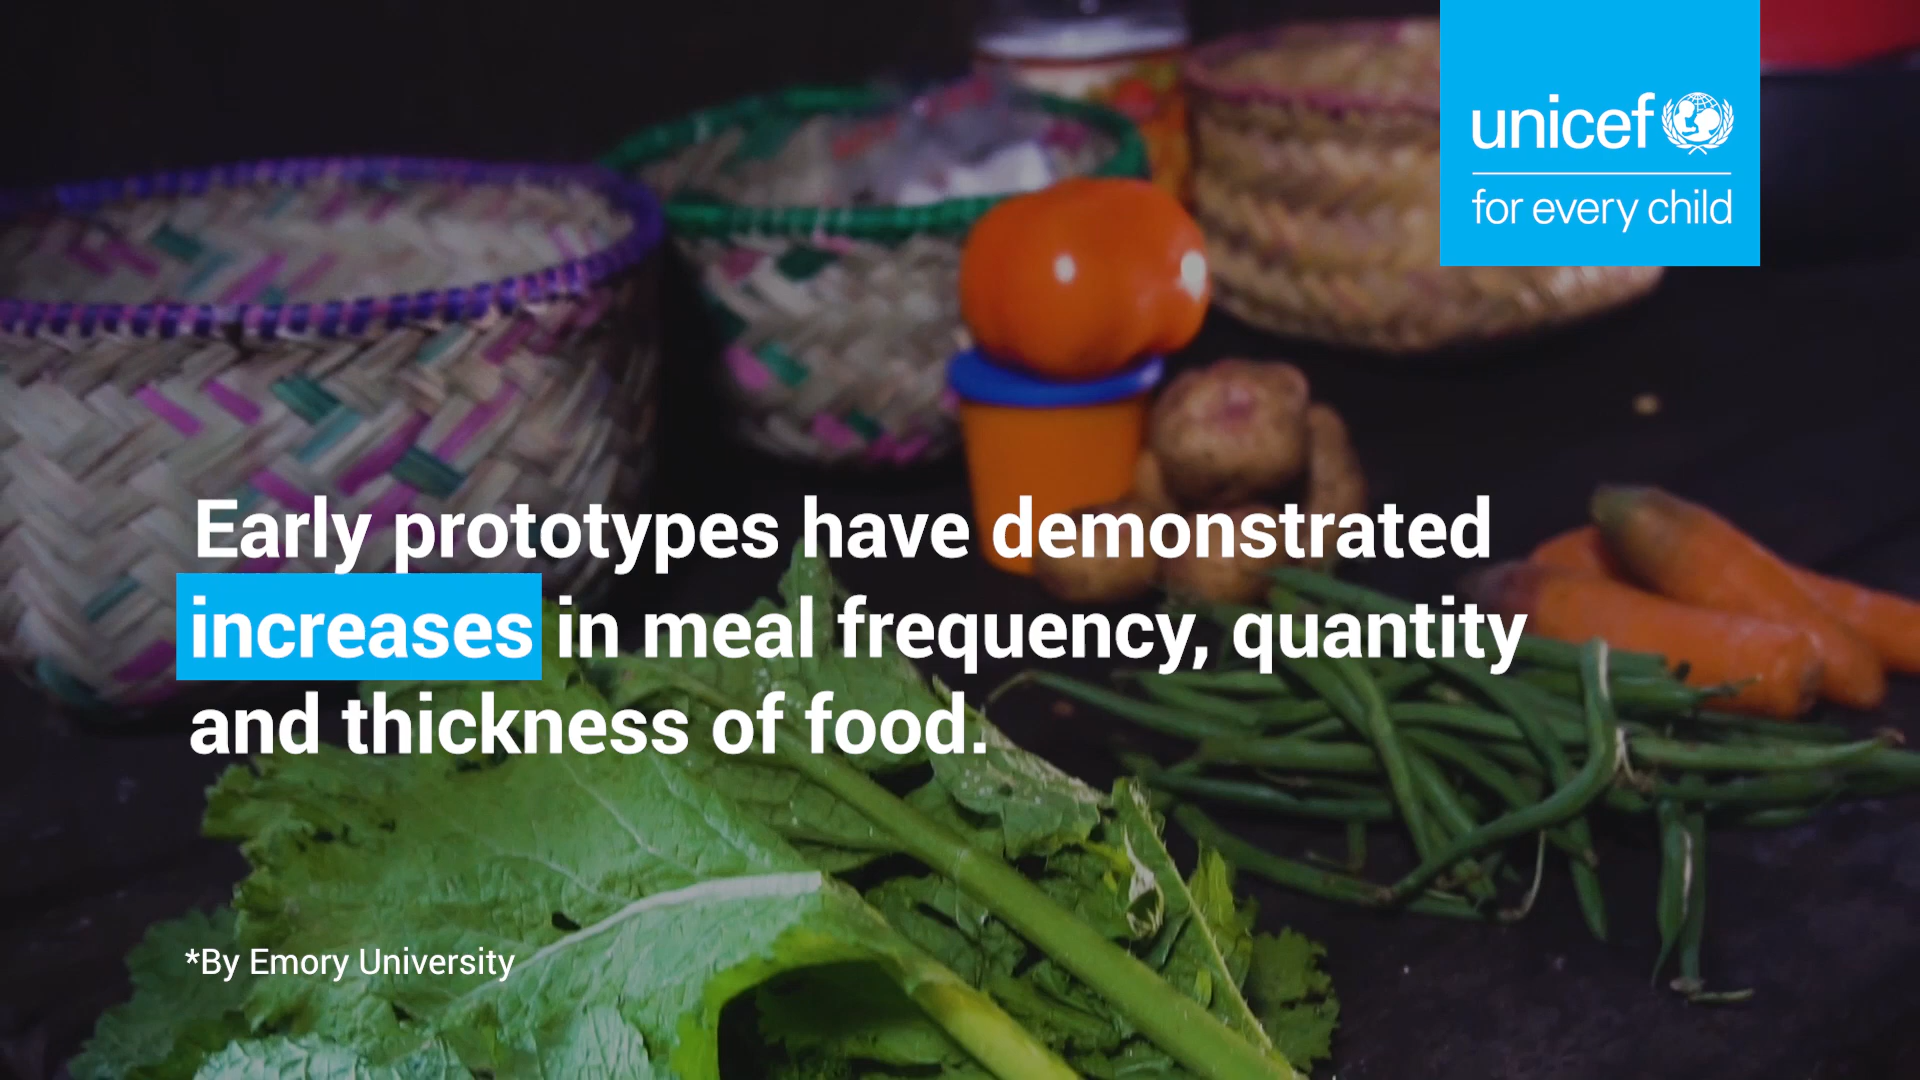 unicef
for every child
Early prototypes have demonstrated
increases in meal frequency, quantity
and thickness of food.
*By Emory University